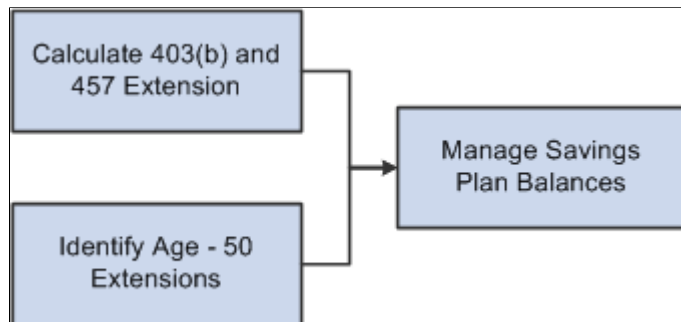 Calculate 403(b) and
457 Extension
Manage Savings
Plan Balances
Identify Age - 50
Extensions